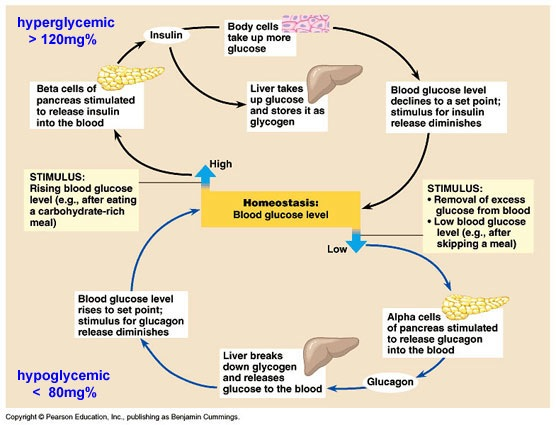 hyperglycemic
> 120mg%
Insulin
Body cells
take up more
glucose
Beta cells of
pancreas stimulated
to release insulin
into the blood
Liver takes
up glucose
and stores it as
glycogen
Blood glucose level
declines to a set point;
stimulus for insulin
release diminishes
STIMULUS:
Rising blood glucose
level (e.g., after eating
a carbohydrate-rich
meal)
High
Homeostasis:
Blood glucose level
STIMULUS:
• Removal of excess
glucose from blood
• Low blood glucose
level (e.g., after
skipping a meal)
Low
Blood glucose level
rises to set point;
stimulus for glucagon
release diminishes
Alpha cells
of pancreas stimulated
to release glucagon
into the blood
Liver breaks
down glycogen
and releases
glucose to the blood
Glucagon
hypoglycemic
< 80mg%
Copyright © Pearson Education, Inc., publishing as Benjamin Cummings.